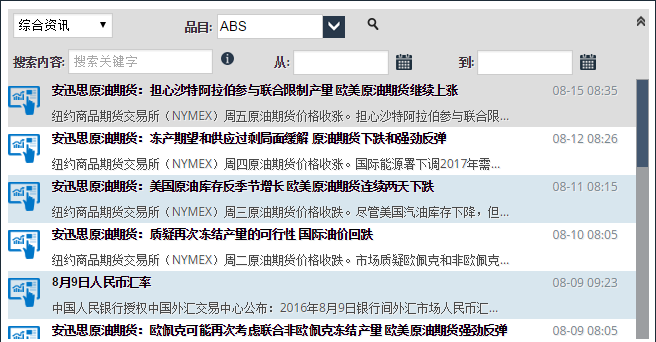 综合资讯 品目: ABS
搜索内容: 搜索关键字 从: 到:
安迅思原油期货：担心沙特阿拉伯参与联合限制产量 欧美原油期货继续上涨 08-15 08:35
纽约商品期货交易所（NYMEX）周五原油期货价格收涨。担心沙特阿拉伯参与联合限...
安迅思原油期货：冻产期望和供应过剩局面缓解 原油期货下跌和强劲反弹 08-12 08:26
纽约商品期货交易所（NYMEX）周四原油期货价格收涨。国际能源署下调2017年需...
安迅思原油期货：美国原油库存反季节增长 欧美原油期货连续两天下跌 08-11 08:15
纽约商品期货交易所（NYMEX）周三原油期货价格收跌。尽管美国汽油库存下降，但...
安迅思原油期货：质疑再次冻结产量的可行性 国际油价回跌 08-10 08:05
纽约商品期货交易所（NYMEX）周二原油期货价格收跌。市场质疑欧佩克和非欧佩克...
8月9日人民币汇率 08-09 09:23
中国人民银行授权中国外汇交易中心公布：2016年8月9日银行间外汇市场人民币汇...
安迅思原油期货：欧佩克可能再次考虑联合非欧佩克冻结产量 欧美原油期货强劲反弹 08-09 08:05